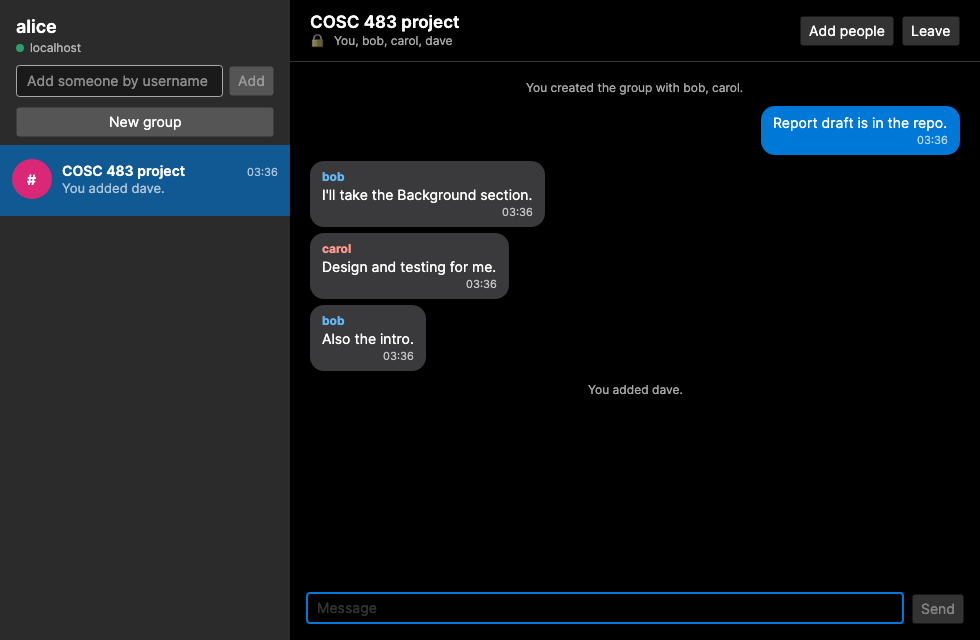 alice
localhost
Add someone by username
Add
New group
#
COSC 483 project
03:36
You added dave.
COSC 483 project
You, bob, carol, dave
Add people
Leave
You created the group with bob, carol.
Report draft is in the repo.
03:36
bob
I'll take the Background section.
03:36
carol
Design and testing for me.
03:36
bob
Also the intro.
03:36
You added dave.
Message
Send